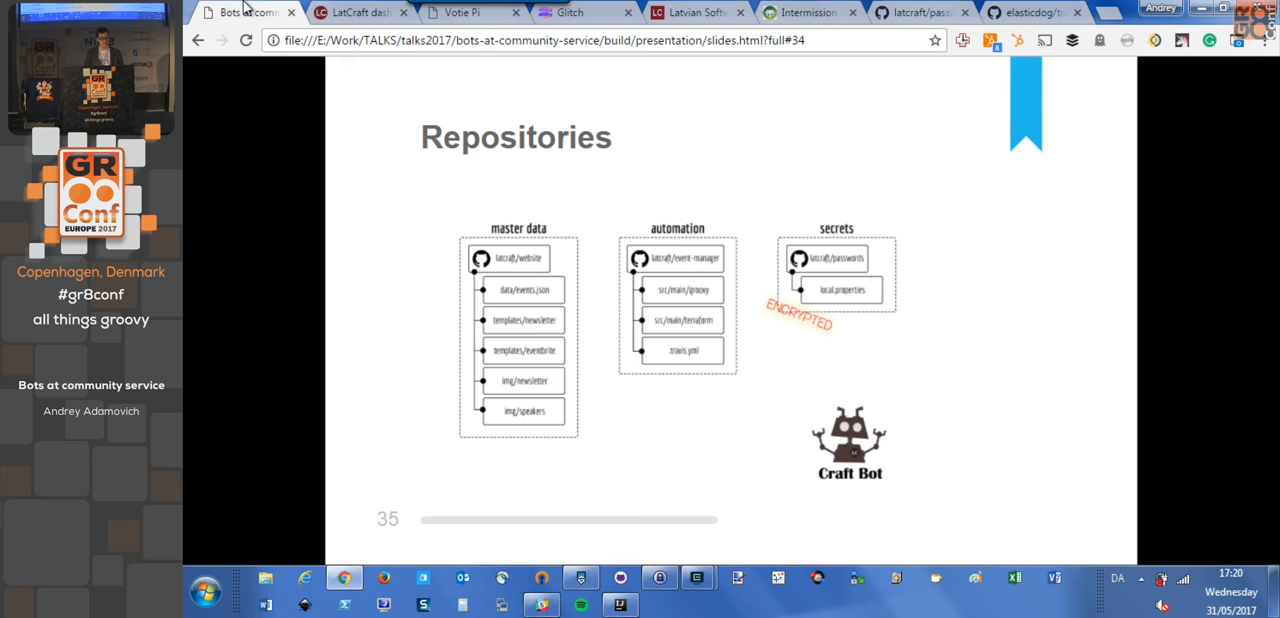 Bots at comm
LatCraft dash
Votie Pi
Glitch
Latvian Softw
Intermission
latcraft/pass
elasticdog/tr
Andrey
file:///E:/Work/TALKS/talks2017/bots-at-community-service/build/presentation/slides.html?full#34
GR8
Conf
EUROPE 2017
Copenhagen, Denmark
#gr8conf
all things groovy
Bots at community service
Andrey Adamovich
Repositories
master data
latcraft/website
data/events.json
templates/newsletter
templates/eventbrite
img/newsletter
img/speakers
automation
latcraft/event-manager
src/main/groovy
src/main/terraform
.travis.yml
secrets
latcraft/passwords
local.properties
ENCRYPTED
LC
Craft Bot
35
DA
17:20
Wednesday
31/05/2017